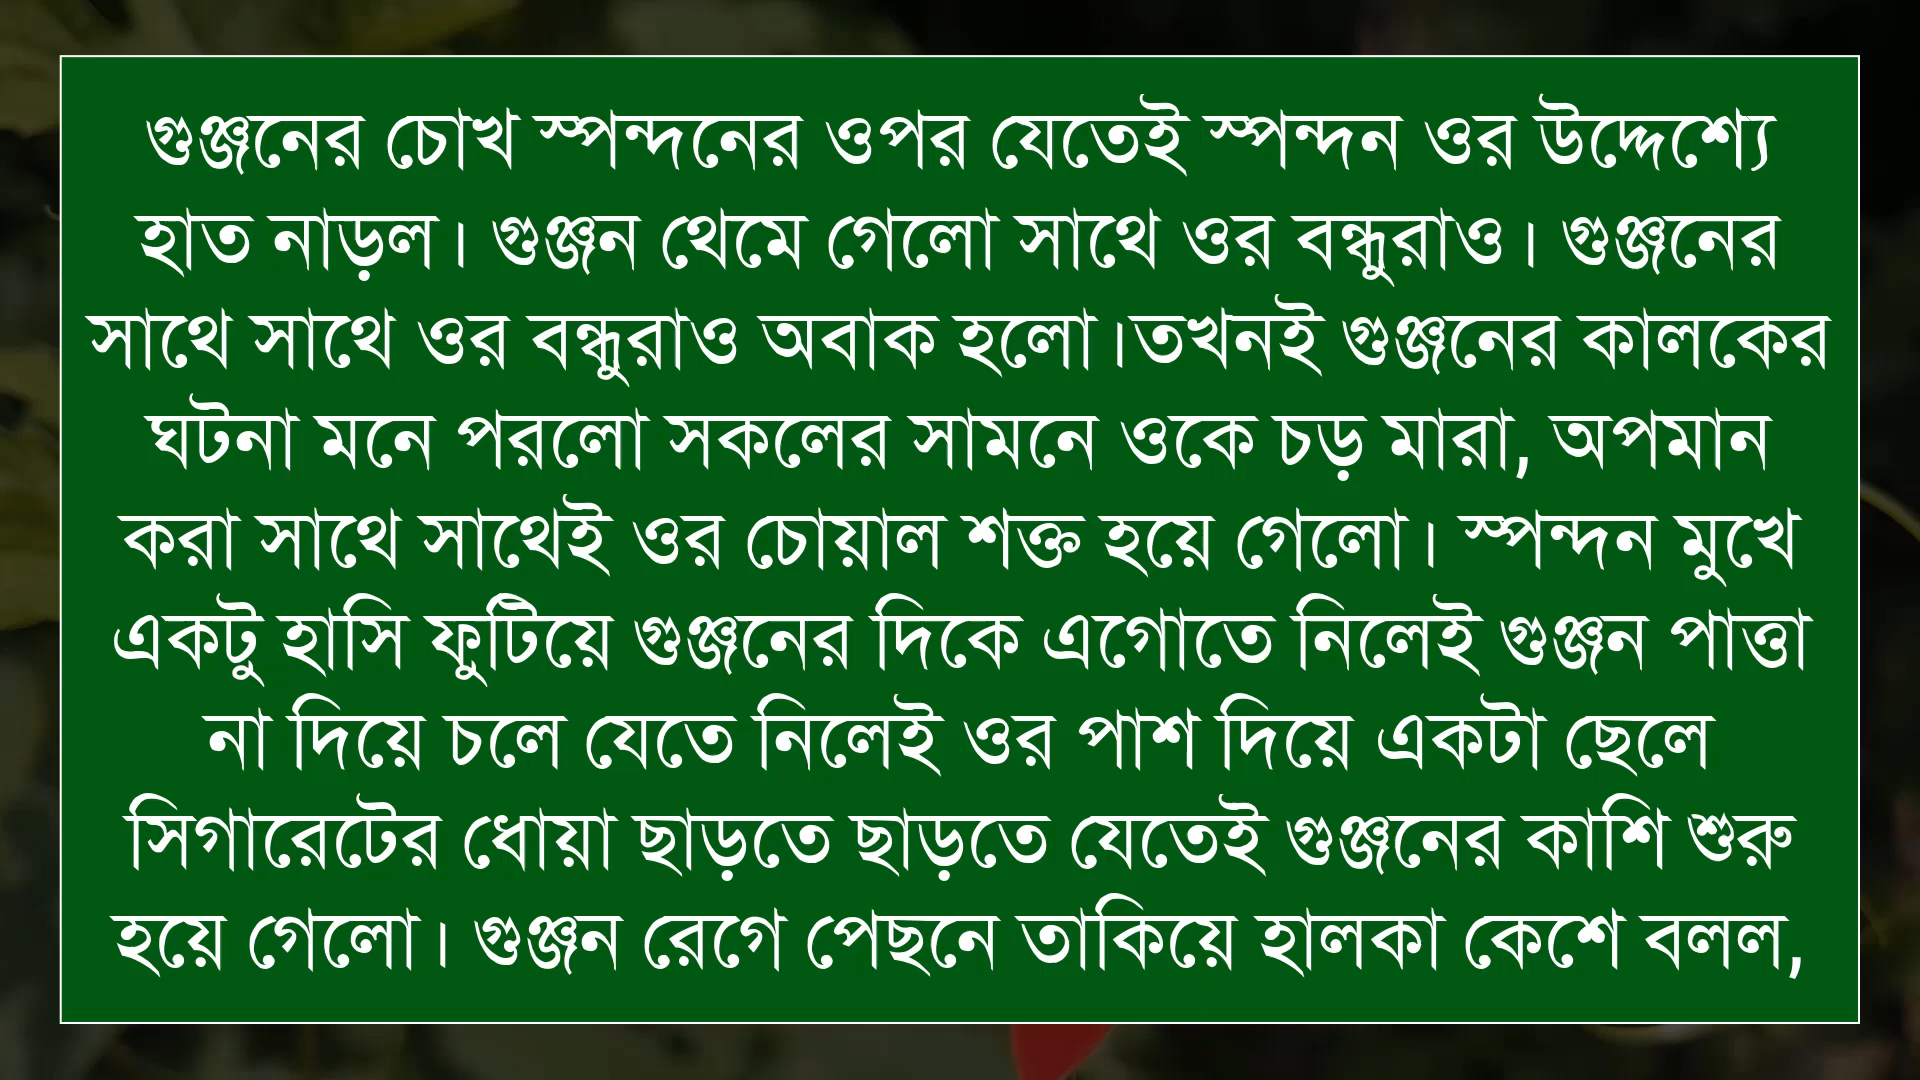 গুঞ্জনের চোখ স্পন্দনের ওপর যেতেই স্পন্দন ওর উদ্দেশ্যে
হাত নাড়ল। গুঞ্জন থেমে গেলো সাথে ওর বন্ধুরাও। গুঞ্জনের
সাথে সাথে ওর বন্ধুরাও অবাক হলো।তখনই গুঞ্জনের কালকের
ঘটনা মনে পরলো সকলের সামনে ওকে চড় মারা, অপমান
করা সাথে সাথেই ওর চোয়াল শক্ত হয়ে গেলো। স্পন্দন মুখে
একটু হাসি ফুটিয়ে গুঞ্জনের দিকে এগোতে নিলেই গুঞ্জন পাত্তা
না দিয়ে চলে যেতে নিলেই ওর পাশ দিয়ে একটা ছেলে
সিগারেটের ধোয়া ছাড়তে ছাড়তে যেতেই গুঞ্জনের কাশি শুরু
হয়ে গেলো। গুঞ্জন রেগে পেছনে তাকিয়ে হালকা কেশে বলল,